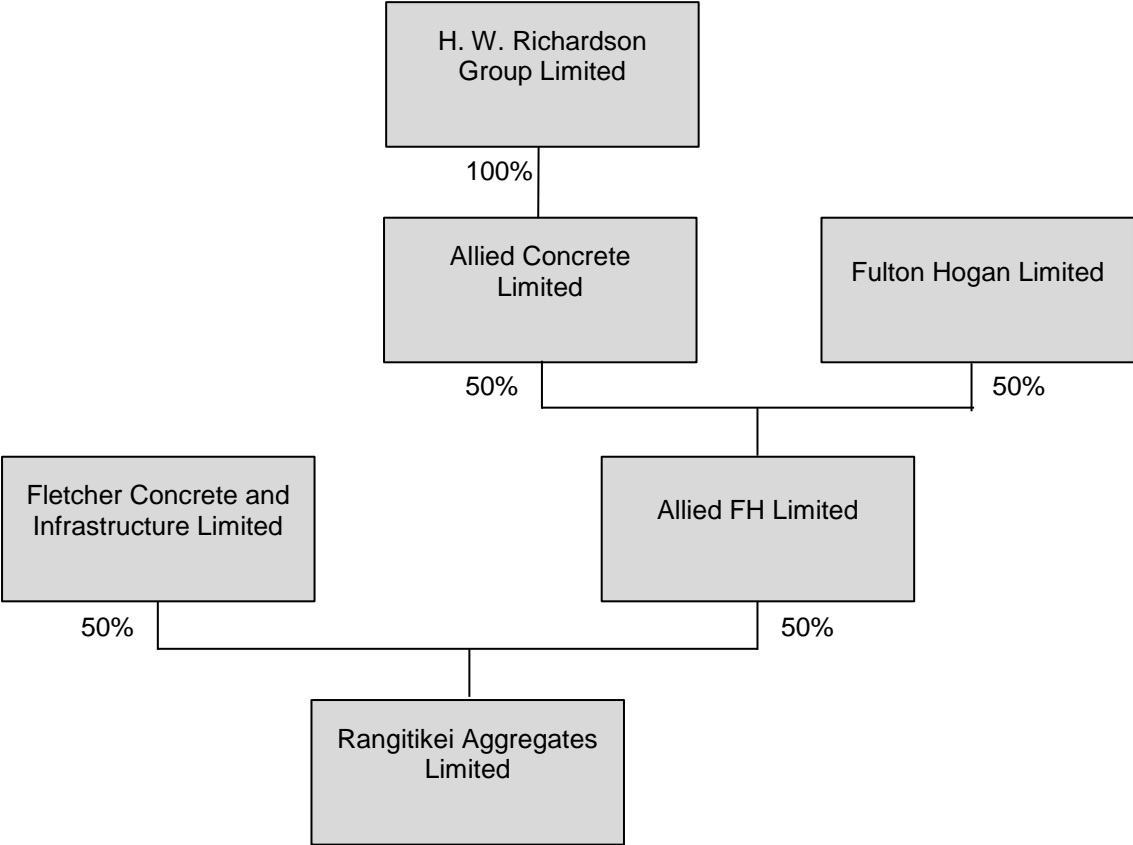 H. W. Richardson
Group Limited
100%
Allied Concrete
Limited
Fulton Hogan Limited
50%
50%
Fletcher Concrete and
Infrastructure Limited
Allied FH Limited
50%
50%
Rangitikei Aggregates
Limited